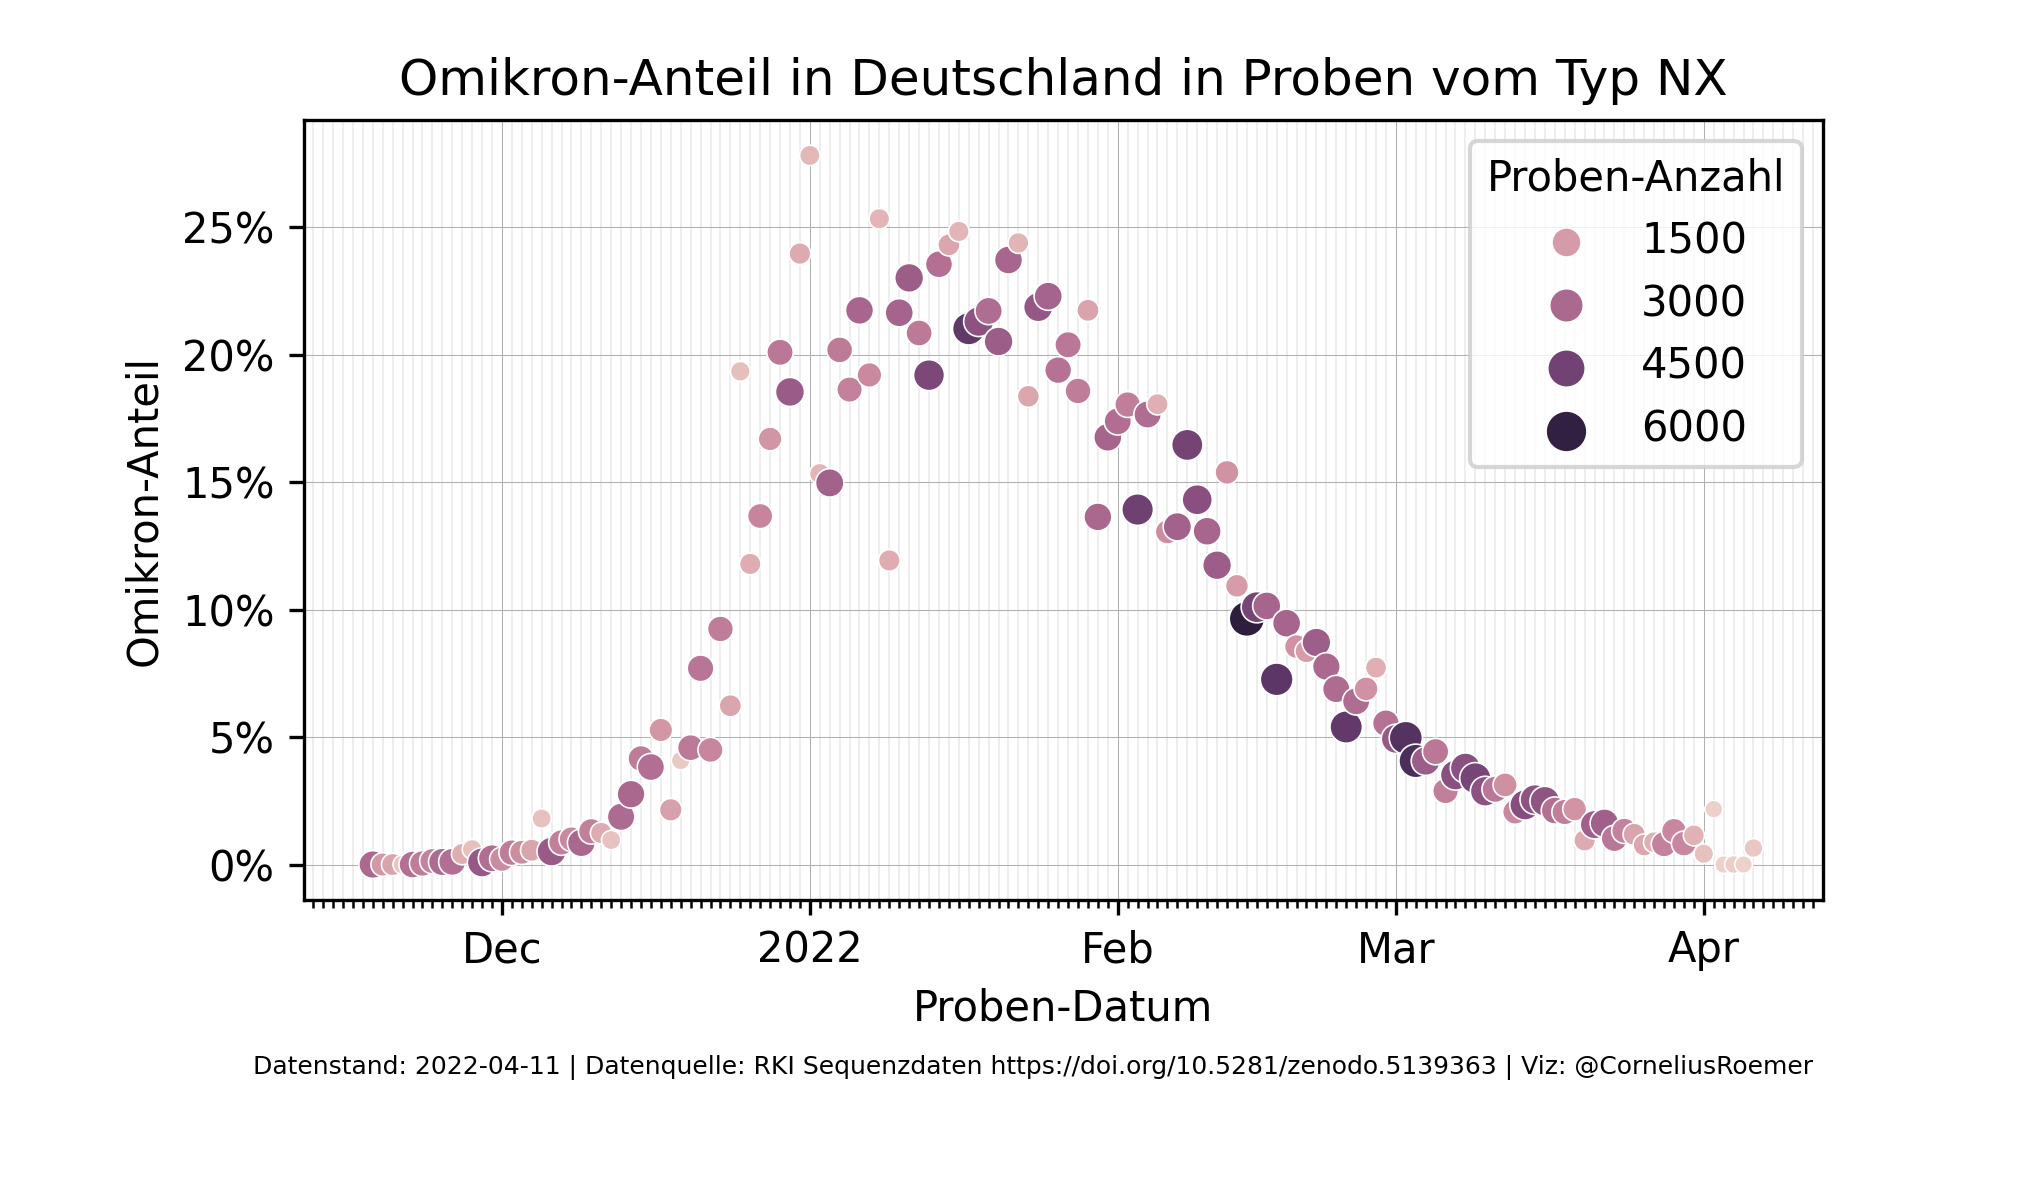 Omikron-Anteil in Deutschland in Proben vom Typ NX
Proben-Anzahl
1500
3000
4500
6000
Omikron-Anteil
25%
20%
15%
10%
5%
0%
Dec
2022
Feb
Mar
Apr
Proben-Datum
Datenstand: 2022-04-11 | Datenquelle: RKI Sequenzdaten https://doi.org/10.5281/zenodo.5139363 | Viz: @CorneliusRoemer